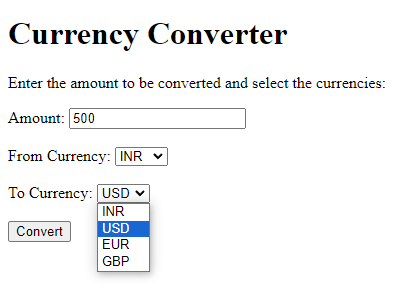 Currency Converter
Enter the amount to be converted and select the currencies:
Amount: 500
From Currency: INR
To Currency: USD
INR
USD
EUR
GBP
Convert